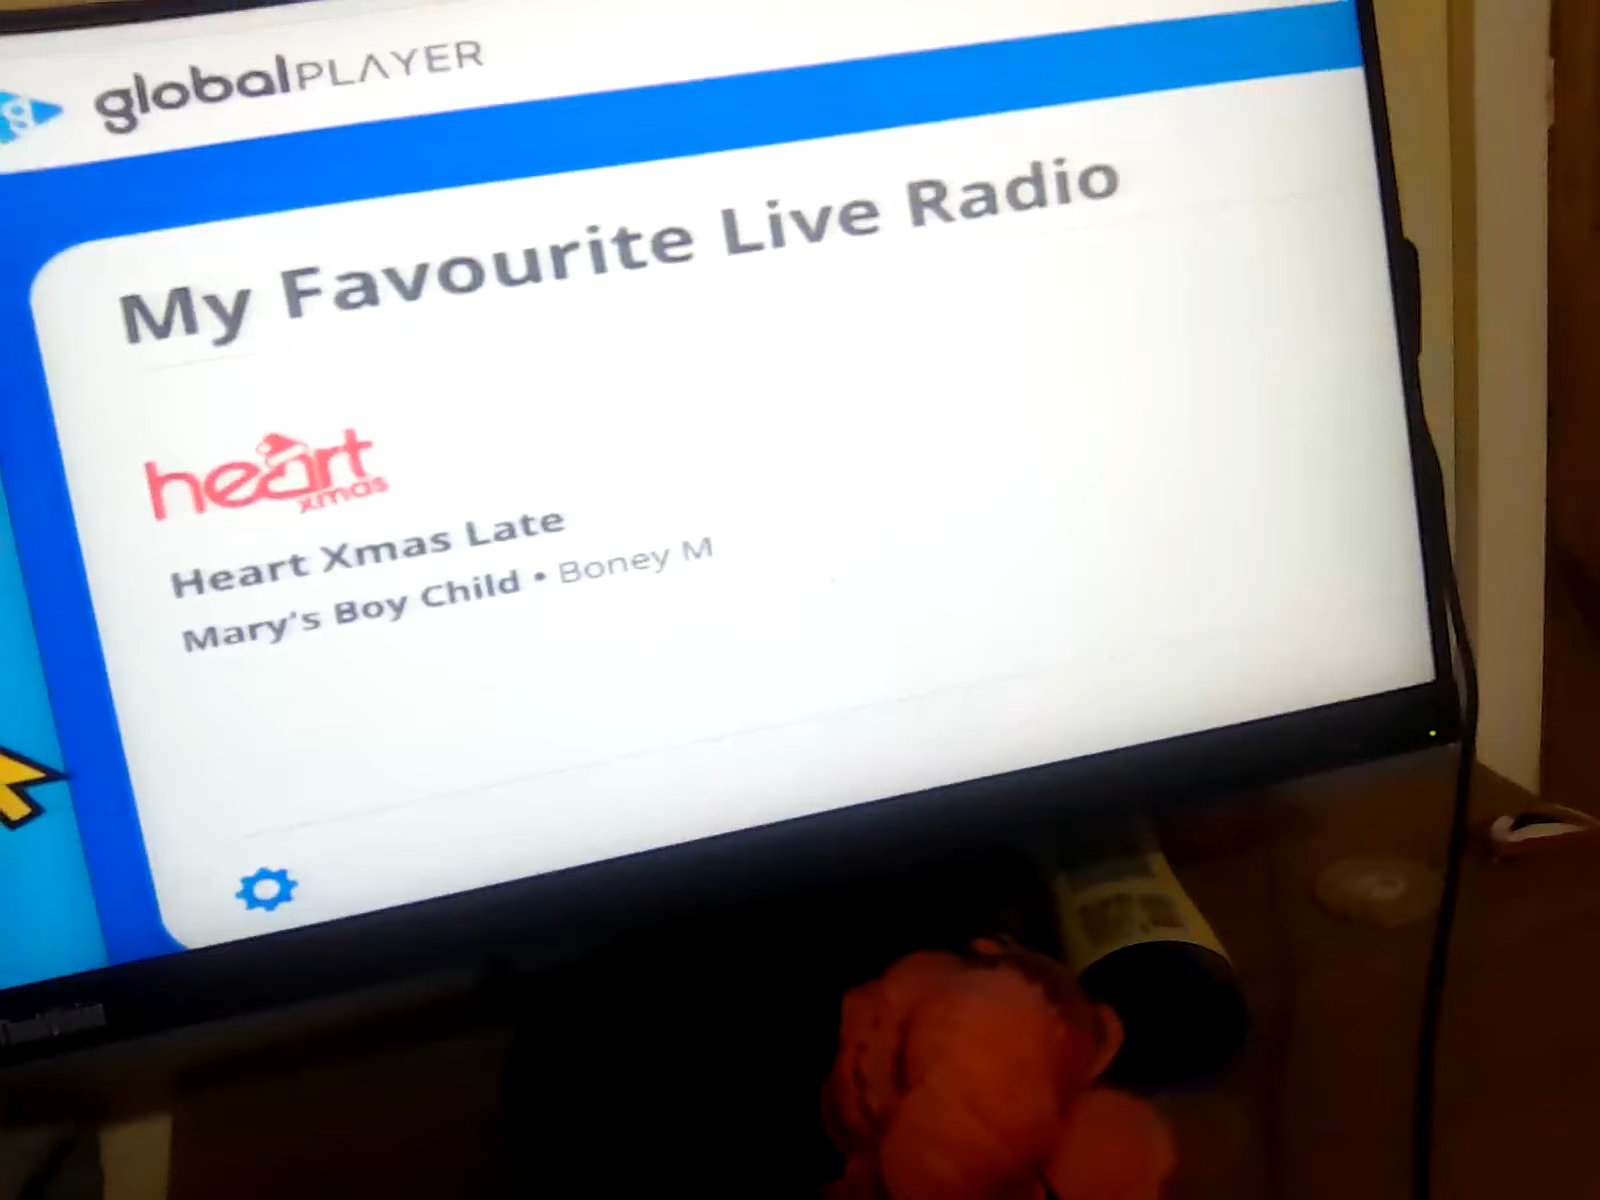 g globalPLAYER
My Favourite Live Radio
heart
xmas
Heart Xmas Late
Mary's Boy Child • Boney M